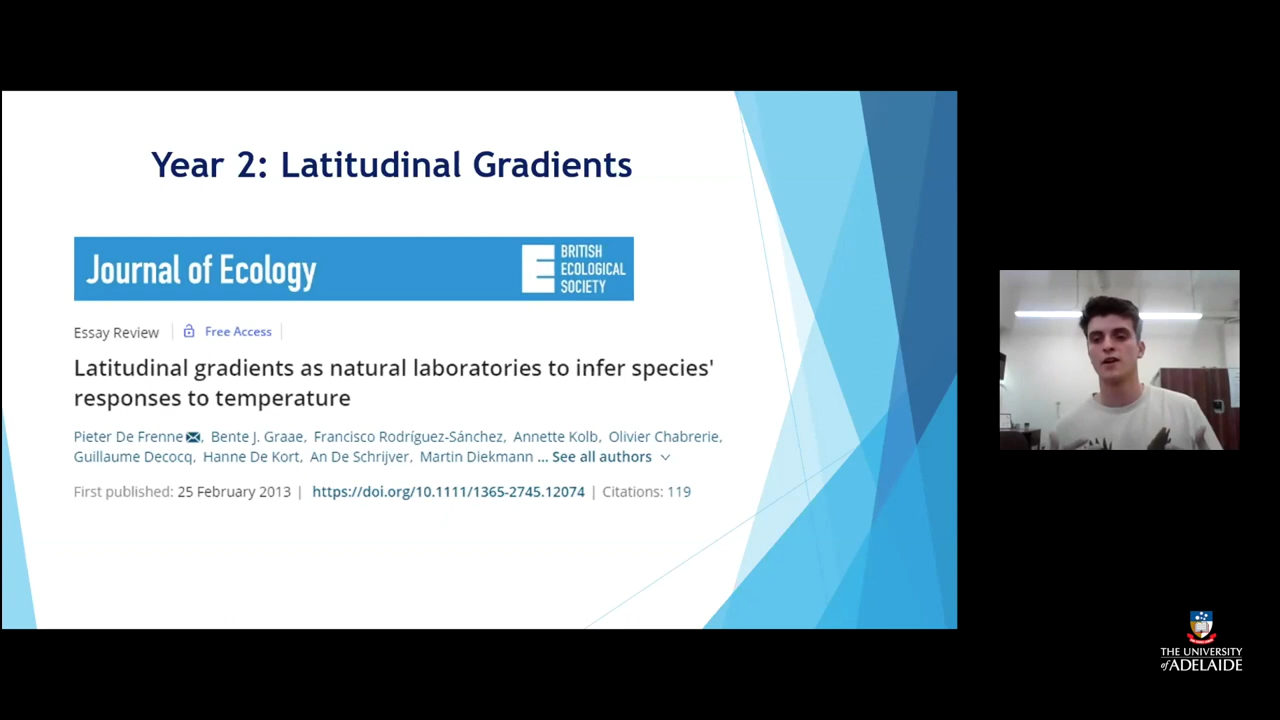 Year 2: Latitudinal Gradients
Journal of Ecology
BRITISH
ECOLOGICAL
SOCIETY
Essay Review | Free Access |
Latitudinal gradients as natural laboratories to infer species'
responses to temperature
Pieter De Frenne, Bente J. Graae, Francisco Rodríguez-Sánchez, Annette Kolb, Olivier Chabrerie,
Guillaume Decocq, Hanne De Kort, An De Schrijver, Martin Diekmann ... See all authors
First published: 25 February 2013 | https://doi.org/10.1111/1365-2745.12074 | Citations: 119
THE UNIVERSITY
of ADELAIDE